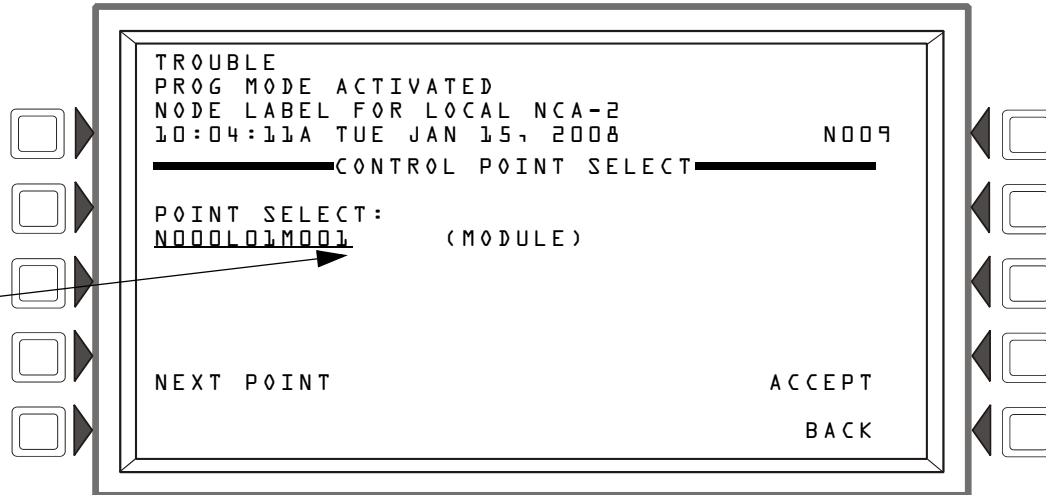 TROUBLE
PROG MODE ACTIVATED
NODE LABEL FOR LOCAL NCA-2
10:04:11A TUE JAN 15, 2008 N009
CONTROL POINT SELECT
POINT SELECT:
N000L01M001 (MODULE)
NEXT POINT ACCEPT
BACK